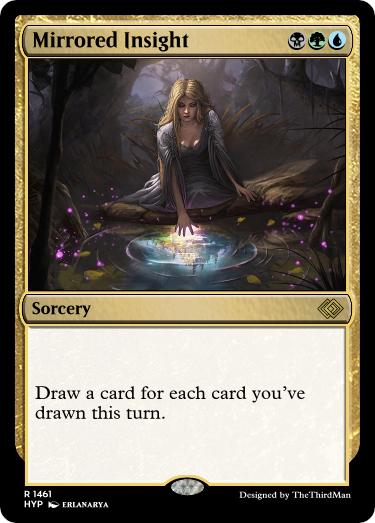 Mirrored Insight
Sorcery
Draw a card for each card you've
drawn this turn.
R 1461
HYP ERLANARYA
Designed by TheThirdMan